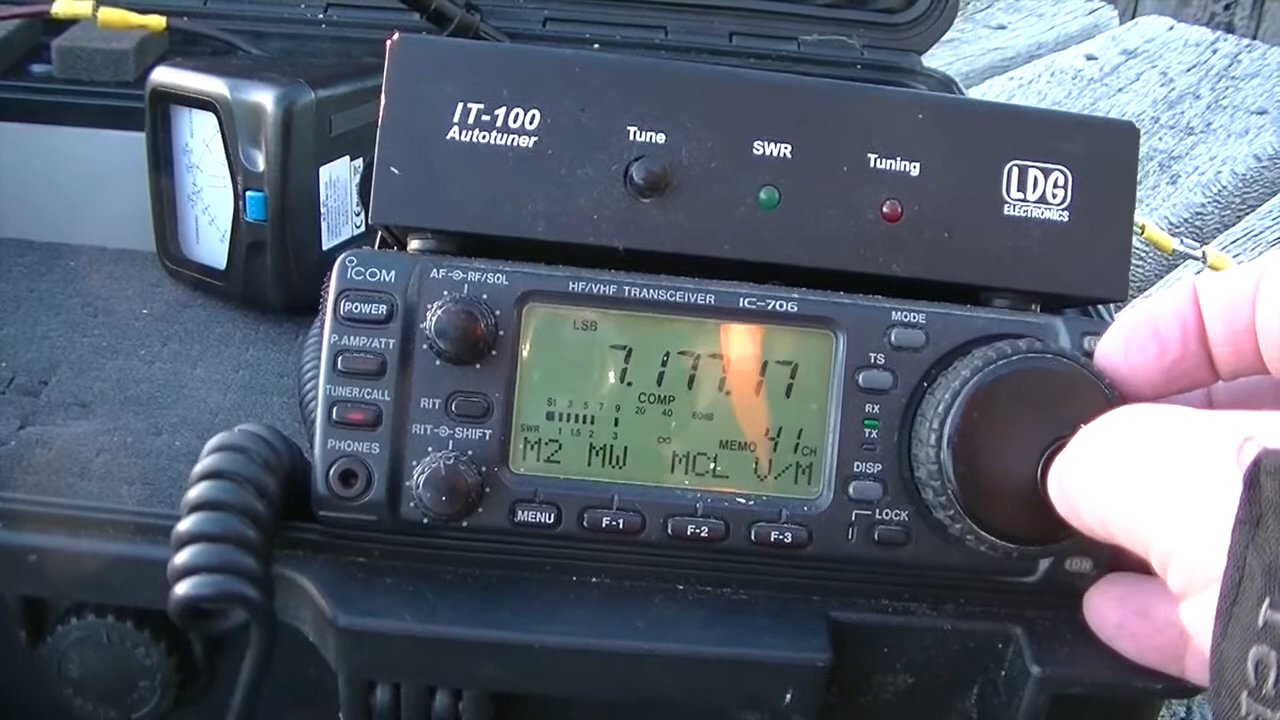 IT-100
Autotuner
Tune
SWR
Tuning
LDG
ELECTRONICS
ICOM
AF RF/SQL
HF/VHF TRANSCEIVER IC-706
MODE
POWER
P.AMP/ATT
TS
TUNER/CALL
RIT
RX
TX
RIT SHIFT
PHONES
DISP
LOCK
MENU
F-1
F-2
F-3
DN
LSB
7.177.17
COMP
S1 3 5 7 9 20 40 60dB
SWR 1 1.5 2 3 ∞
MEMO 41 CH
M2 MW MCL V/M